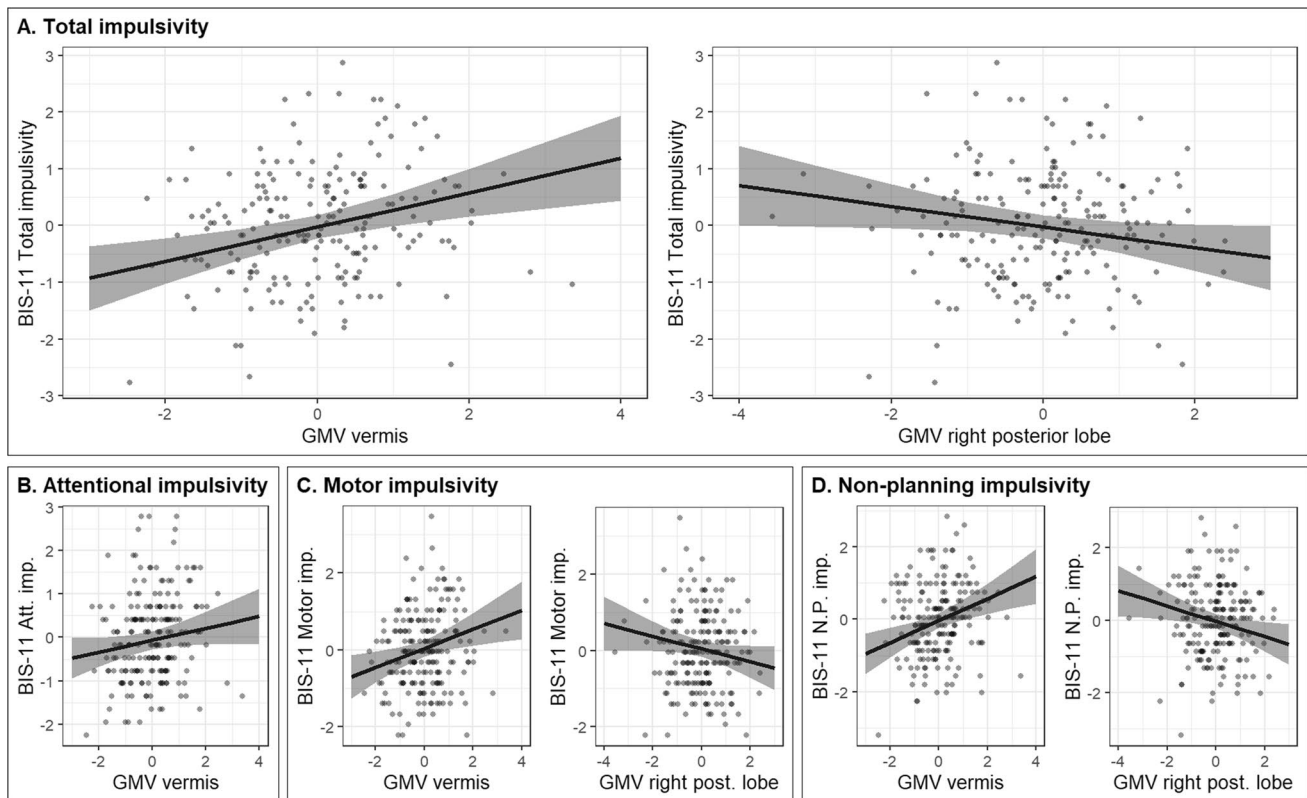 A. Total impulsivity
BIS-11 Total impulsivity
3
2
1
0
-1
-2
-3
-2 0 2 4
GMV vermis
BIS-11 Total impulsivity
3
2
1
0
-1
-2
-3
-4 -2 0 2
GMV right posterior lobe
B. Attentional impulsivity
BIS-11 Att. imp.
3
2
1
0
-1
-2
-2 0 2 4
GMV vermis
C. Motor impulsivity
BIS-11 Motor imp.
2
0
-2
-2 0 2 4
GMV vermis
BIS-11 Motor imp.
2
0
-2
-4 -2 0 2
GMV right post. lobe
D. Non-planning impulsivity
BIS-11 N.P. imp.
2
0
-2
-2 0 2 4
GMV vermis
BIS-11 N.P. imp.
2
0
-2
-4 -2 0 2
GMV right post. lobe